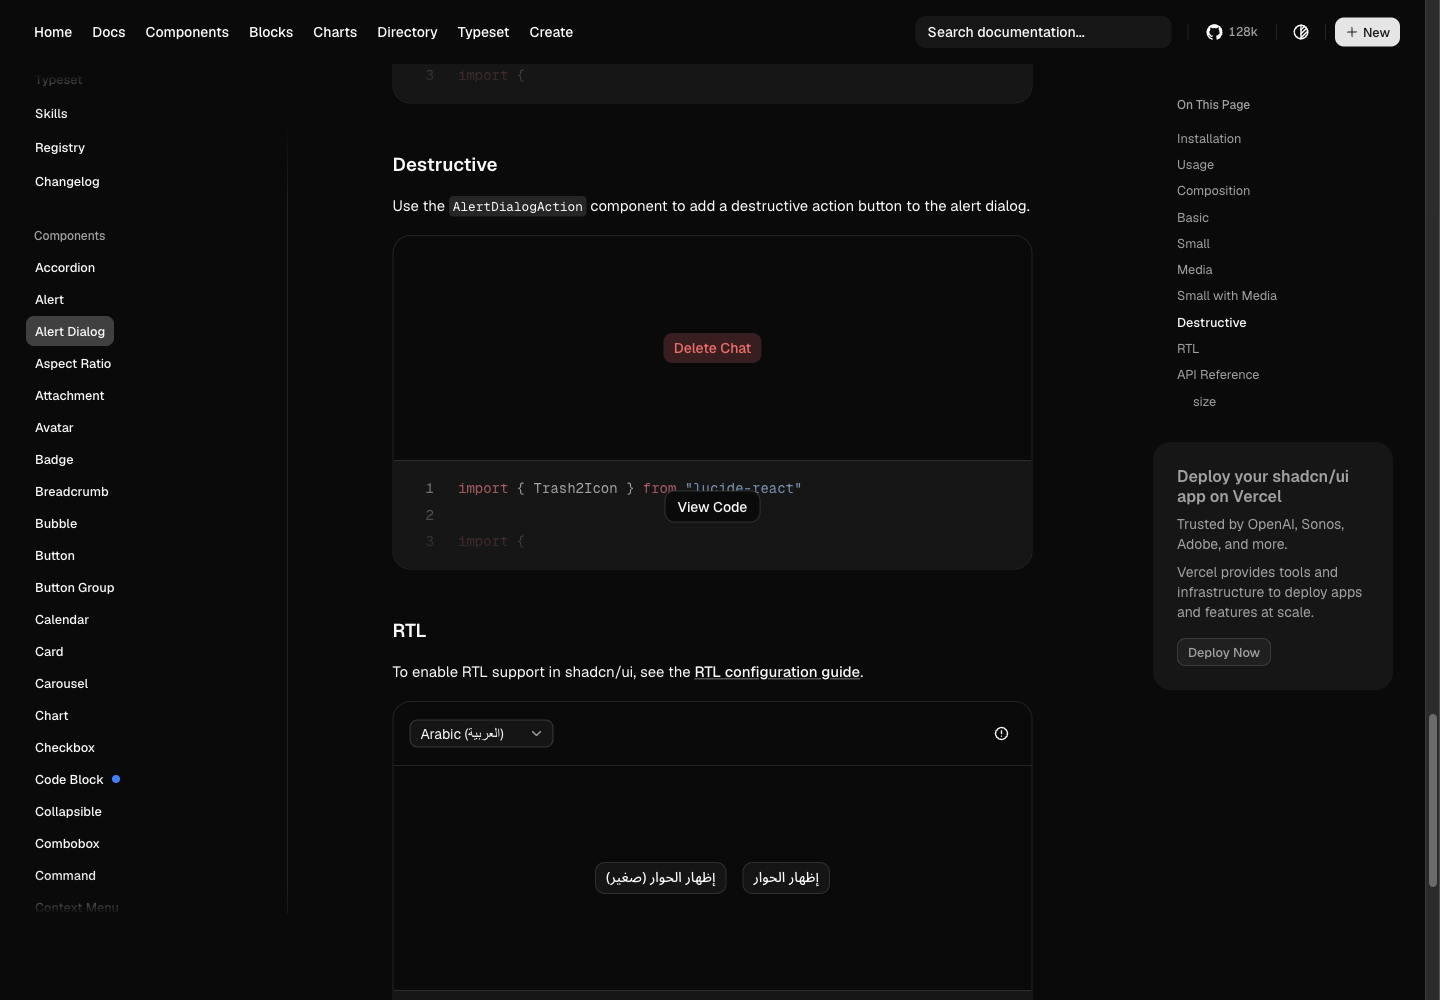 Home Docs Components Blocks Charts Directory Typeset Create
Search documentation...
128k
New
Typeset
Skills
Registry
Changelog
Components
Accordion
Alert
Alert Dialog
Aspect Ratio
Attachment
Avatar
Badge
Breadcrumb
Bubble
Button
Button Group
Calendar
Card
Carousel
Chart
Checkbox
Code Block
Collapsible
Combobox
Command
Context Menu
3 import {
Destructive
Use the AlertDialogAction component to add a destructive action button to the alert dialog.
Delete Chat
1 import { Trash2Icon } from "lucide-react"
2
3 import {
View Code
RTL
To enable RTL support in shadcn/ui, see the RTL configuration guide.
Arabic (العربية)
إظهار الحوار
إظهار الحوار (صغير)
On This Page
Installation
Usage
Composition
Basic
Small
Media
Small with Media
Destructive
RTL
API Reference
size
Deploy your shadcn/ui
app on Vercel
Trusted by OpenAI, Sonos,
Adobe, and more.
Vercel provides tools and
infrastructure to deploy apps
and features at scale.
Deploy Now